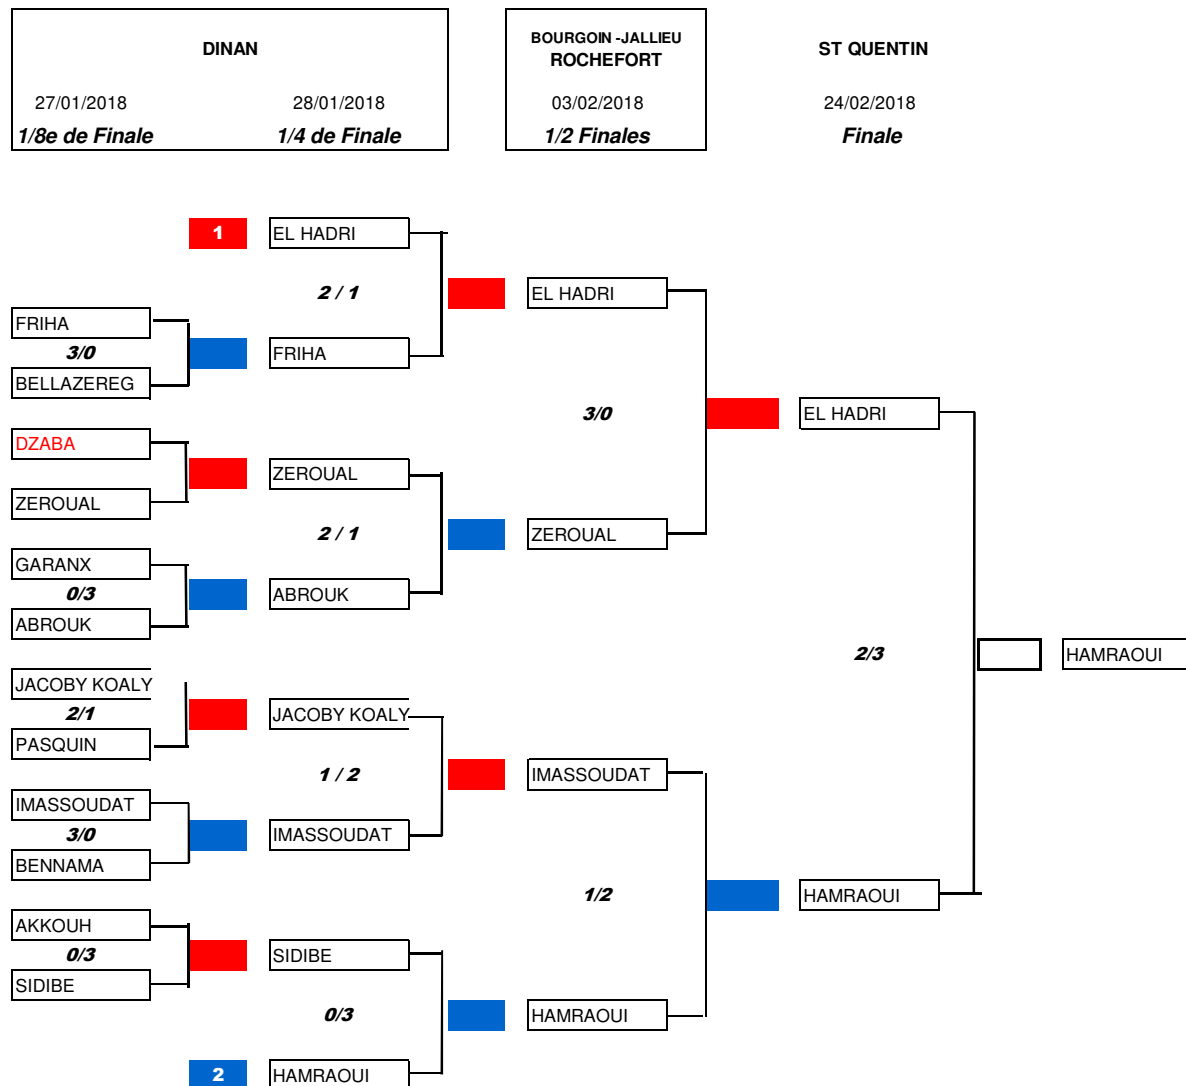 DINAN
27/01/2018 28/01/2018
1/8e de Finale 1/4 de Finale
BOURGOIN -JALLIEU
ROCHEFORT
03/02/2018
1/2 Finales
ST QUENTIN
24/02/2018
Finale
1 EL HADRI
2 / 1
EL HADRI
FRIHA
3/0
FRIHA
BELLAZEREG
3/0
EL HADRI
DZABA
ZEROUAL
ZEROUAL
2 / 1
ZEROUAL
GARANX
0/3
ABROUK
ABROUK
2/3
HAMRAOUI
JACOBY KOALY
2/1
JACOBY KOALY
PASQUIN
1 / 2
IMASSOUDAT
IMASSOUDAT
3/0
IMASSOUDAT
BENNAMA
1/2
HAMRAOUI
AKKOUH
0/3
SIDIBE
SIDIBE
0/3
HAMRAOUI
2 HAMRAOUI